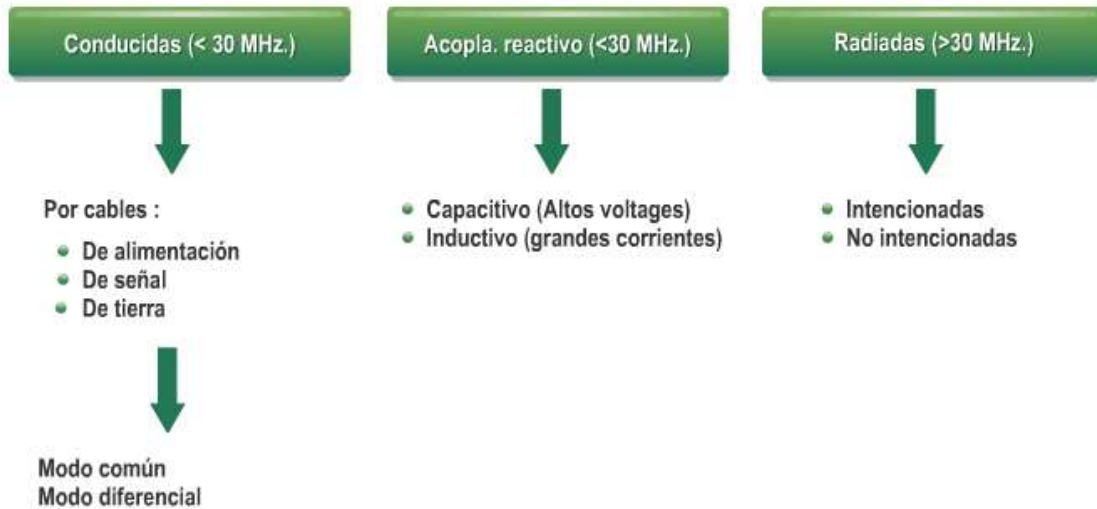 Conducidas (< 30 MHz.)
Por cables :
De alimentación
De señal
De tierra
Modo común
Modo diferencial
Acopla. reactivo (<30 MHz.)
Capacitivo (Altos voltages)
Inductivo (grandes corrientes)
Radiadas (>30 MHz.)
Intencionadas
No intencionadas